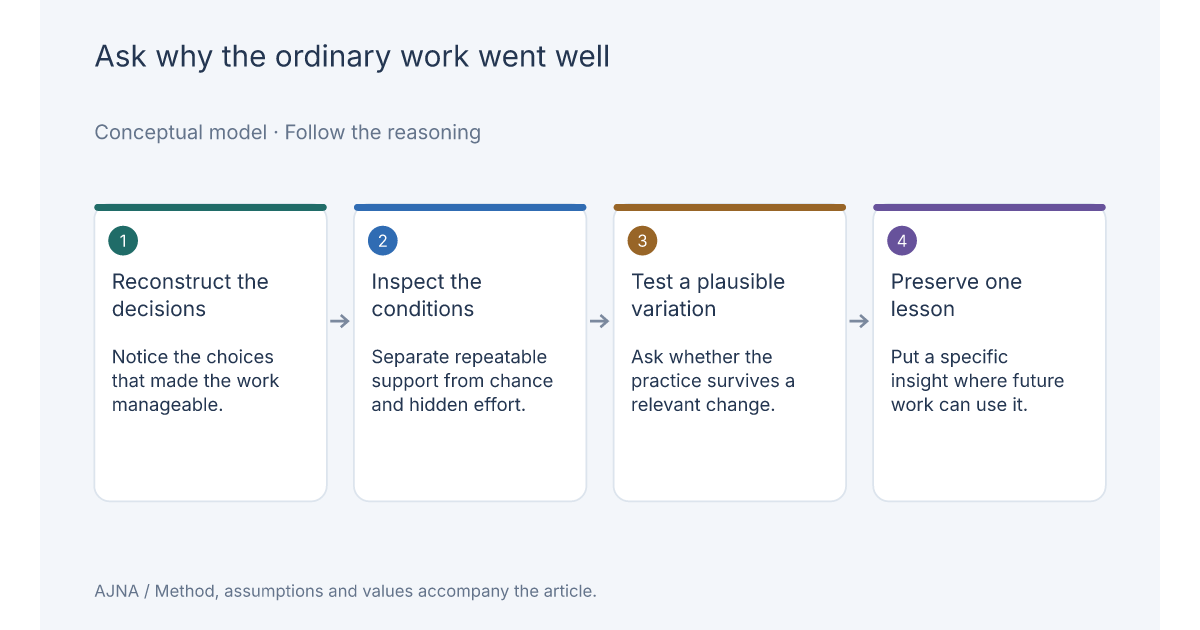 Ask why the ordinary work went well
Conceptual model · Follow the reasoning
1
Reconstruct the
decisions
Notice the choices
that made the work
manageable.
2
Inspect the
conditions
Separate repeatable
support from chance
and hidden effort.
3
Test a plausible
variation
Ask whether the
practice survives a
relevant change.
4
Preserve one
lesson
Put a specific
insight where future
work can use it.
AJNA / Method, assumptions and values accompany the article.